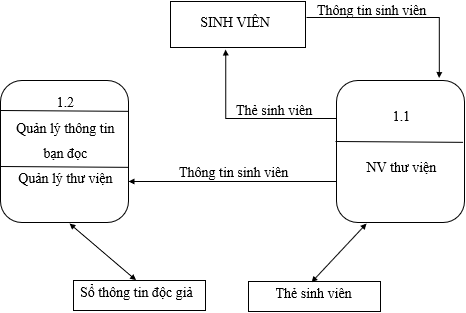 SINH VIÊN
Thông tin sinh viên
Thẻ sinh viên
1.2
Quản lý thông tin
bạn đọc
Quản lý thư viện
1.1
NV thư viện
Thông tin sinh viên
Sổ thông tin độc giả
Thẻ sinh viên